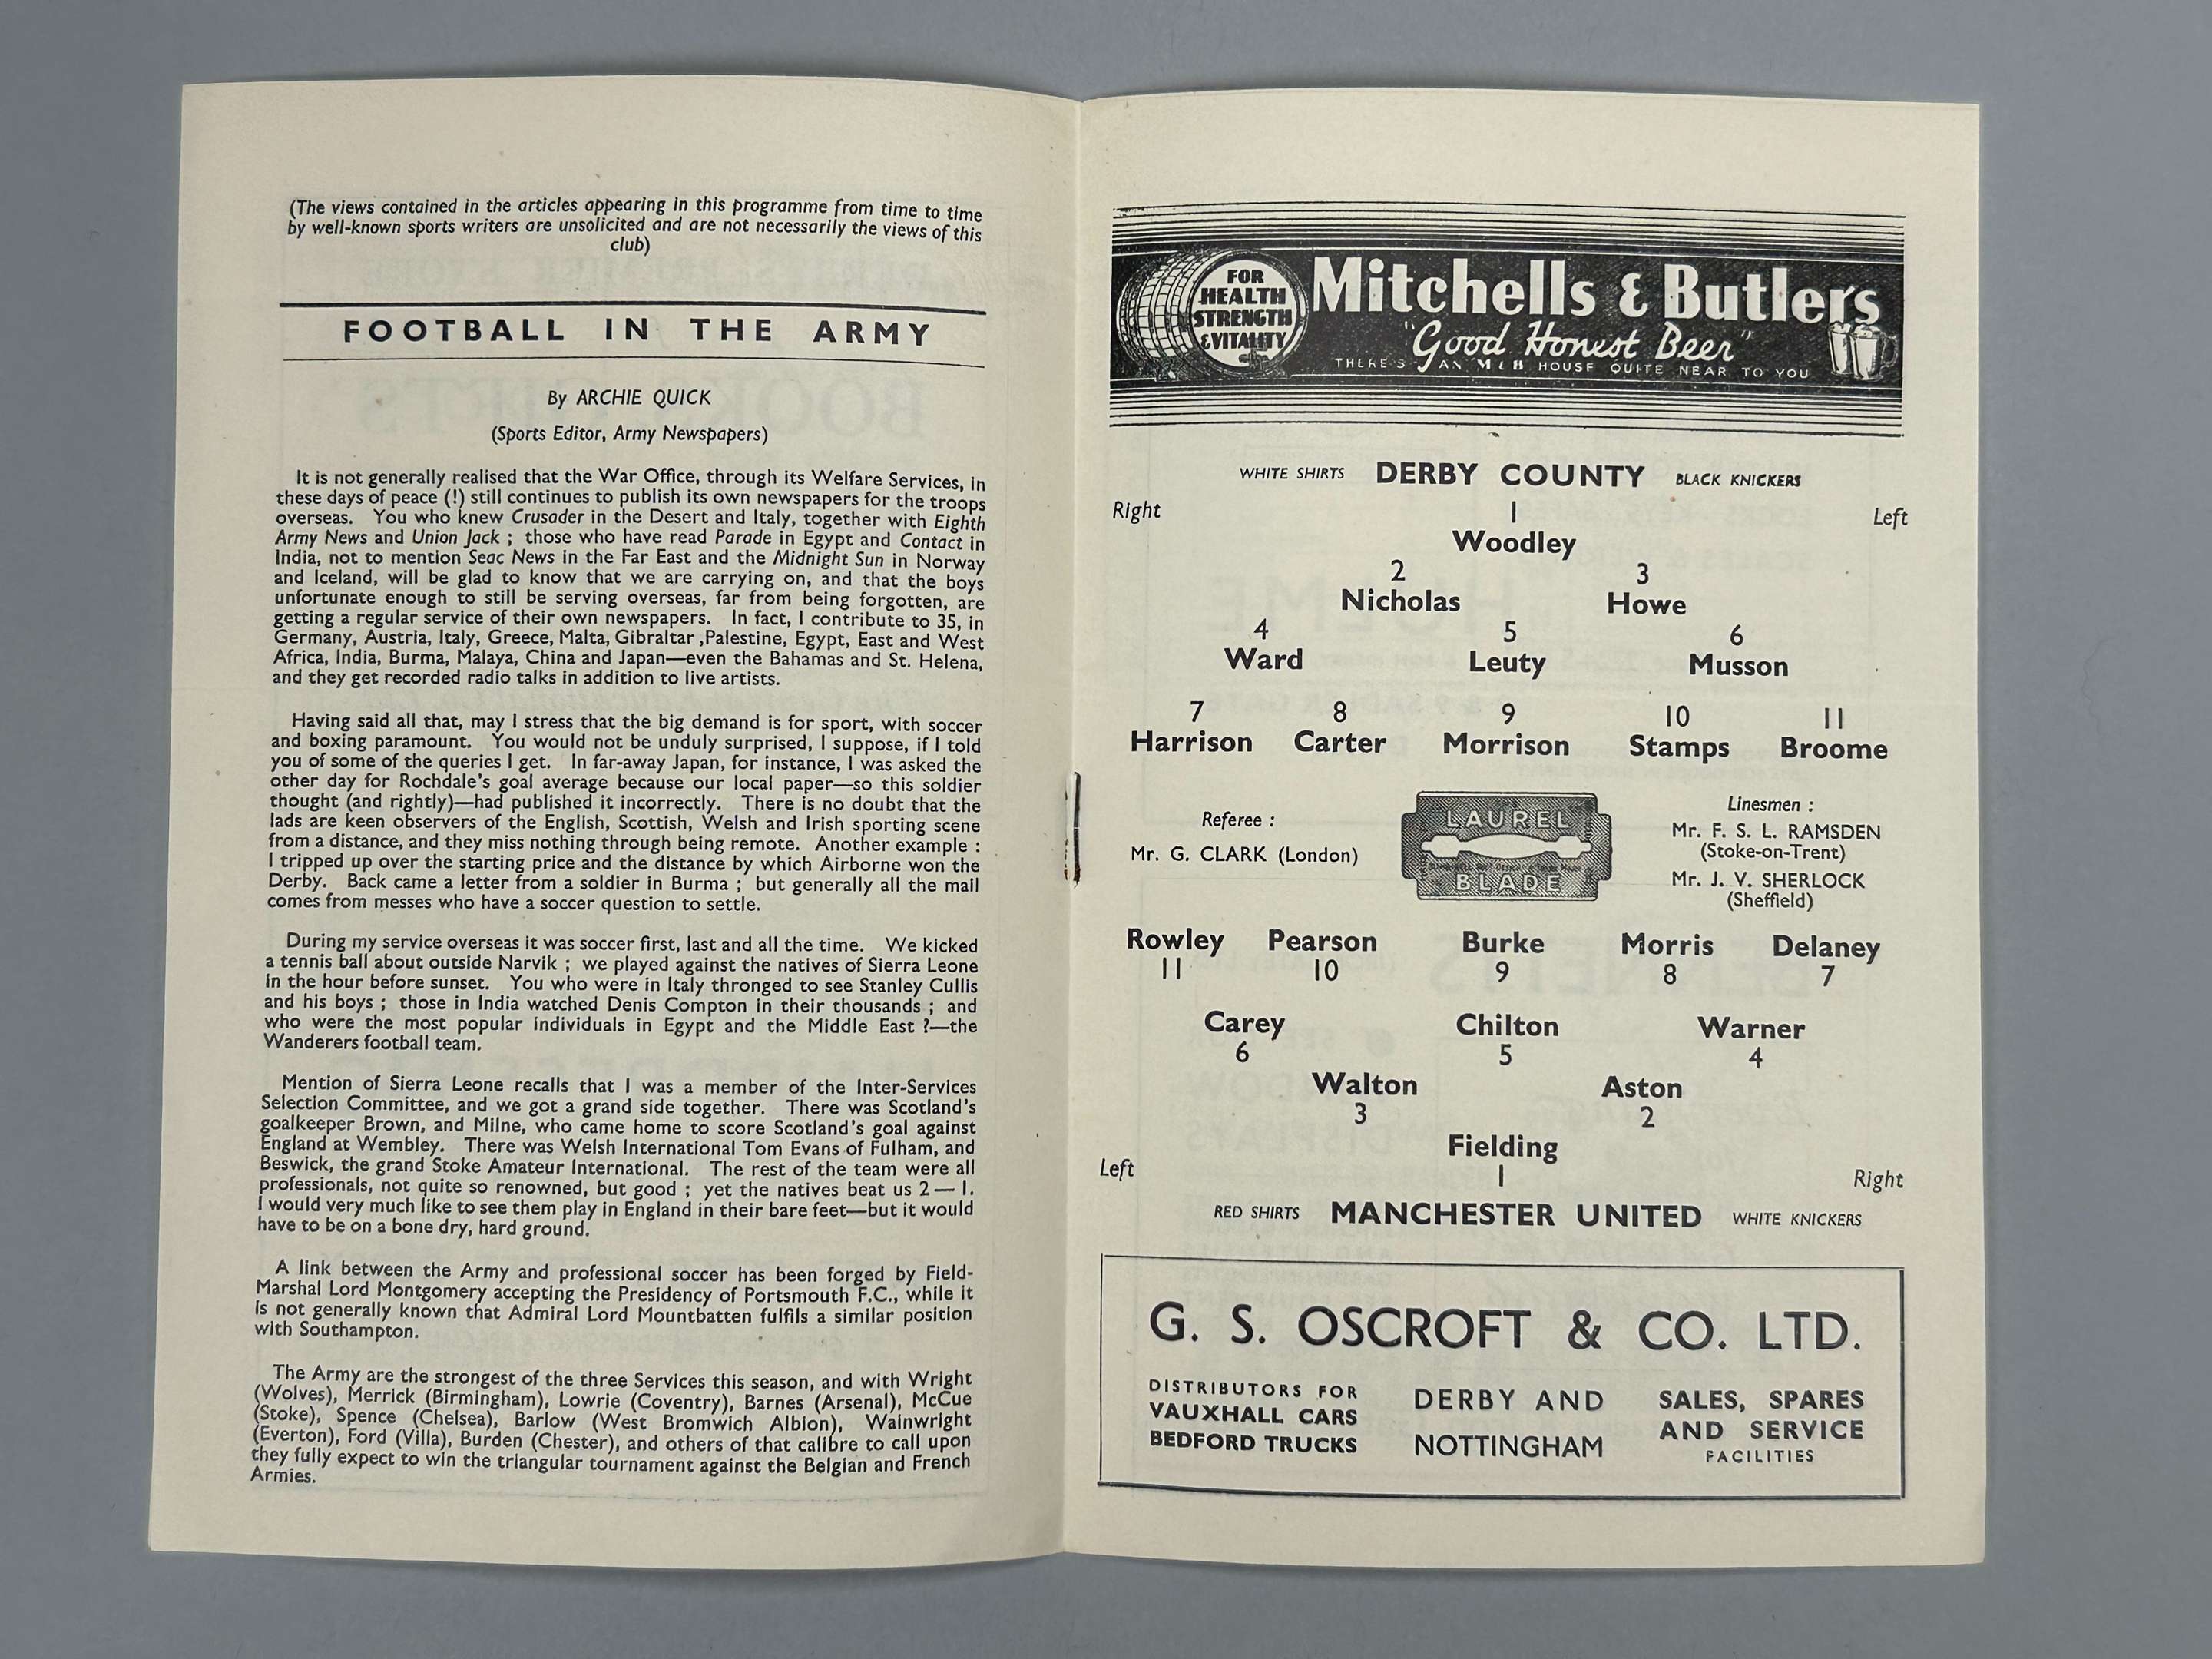 (The views contained in the articles appearing in this programme from time to time
by well-known sports writers are unsolicited and are not necessarily the views of this
club)
FOOTBALL IN THE ARMY
By ARCHIE QUICK
(Sports Editor, Army Newspapers)
It is not generally realised that the War Office, through its Welfare Services, in
these days of peace (!) still continues to publish its own newspapers for the troops
overseas. You who knew Crusader in the Desert and Italy, together with Eighth
Army News and Union Jack ; those who have read Parade in Egypt and Contact in
India, not to mention Seac News in the Far East and the Midnight Sun in Norway
and Iceland, will be glad to know that we are carrying on, and that the boys
unfortunate enough to still be serving overseas, far from being forgotten, are
getting a regular service of their own newspapers. In fact, I contribute to 35, in
Germany, Austria, Italy, Greece, Malta, Gibraltar ,Palestine, Egypt, East and West
Africa, India, Burma, Malaya, China and Japan—even the Bahamas and St. Helena,
and they get recorded radio talks in addition to live artists.
Having said all that, may I stress that the big demand is for sport, with soccer
and boxing paramount. You would not be unduly surprised, I suppose, if I told
you of some of the queries I get. In far-away Japan, for instance, I was asked the
other day for Rochdale's goal average because our local paper—so this soldier
thought (and rightly)—had published it incorrectly. There is no doubt that the
lads are keen observers of the English, Scottish, Welsh and Irish sporting scene
from a distance, and they miss nothing through being remote. Another example :
I tripped up over the starting price and the distance by which Airborne won the
Derby. Back came a letter from a soldier in Burma ; but generally all the mail
comes from messes who have a soccer question to settle.
During my service overseas it was soccer first, last and all the time. We kicked
a tennis ball about outside Narvik ; we played against the natives of Sierra Leone
in the hour before sunset. You who were in Italy thronged to see Stanley Cullis
and his boys ; those in India watched Denis Compton in their thousands ; and
who were the most popular individuals in Egypt and the Middle East ?—the
Wanderers football team.
Mention of Sierra Leone recalls that I was a member of the Inter-Services
Selection Committee, and we got a grand side together. There was Scotland's
goalkeeper Brown, and Milne, who came home to score Scotland's goal against
England at Wembley. There was Welsh International Tom Evans of Fulham, and
Beswick, the grand Stoke Amateur International. The rest of the team were all
professionals, not quite so renowned, but good ; yet the natives beat us 2 — 1.
I would very much like to see them play in England in their bare feet—but it would
have to be on a bone dry, hard ground.
A link between the Army and professional soccer has been forged by Field-
Marshal Lord Montgomery accepting the Presidency of Portsmouth F.C., while it
is not generally known that Admiral Lord Mountbatten fulfils a similar position
with Southampton.
The Army are the strongest of the three Services this season, and with Wright
(Wolves), Merrick (Birmingham), Lowrie (Coventry), Barnes (Arsenal), McCue
(Stoke), Spence (Chelsea), Barlow (West Bromwich Albion), Wainwright
(Everton), Ford (Villa), Burden (Chester), and others of that calibre to call upon
they fully expect to win the triangular tournament against the Belgian and French
Armies.
FOR
HEALTH
STRENGTH
& VITALITY
Mitchells & Butlers
"Good Honest Beer"
THERE'S AN M & B HOUSE QUITE NEAR TO YOU
WHITE SHIRTS DERBY COUNTY BLACK KNICKERS
Right 1 Left
Woodley
2 3
Nicholas Howe
4 5 6
Ward Leuty Musson
7 8 9 10 11
Harrison Carter Morrison Stamps Broome
Referee :
Mr. G. CLARK (London)
LAUREL
BLADE
Linesmen :
Mr. F. S. L. RAMSDEN
(Stoke-on-Trent)
Mr. J. V. SHERLOCK
(Sheffield)
Rowley Pearson Burke Morris Delaney
11 10 9 8 7
Carey Chilton Warner
6 5 4
Walton Aston
3 2
Fielding
Left 1 Right
RED SHIRTS MANCHESTER UNITED WHITE KNICKERS
G. S. OSCROFT & CO. LTD.
DISTRIBUTORS FOR
VAUXHALL CARS
BEDFORD TRUCKS
DERBY AND
NOTTINGHAM
SALES, SPARES
AND SERVICE
FACILITIES